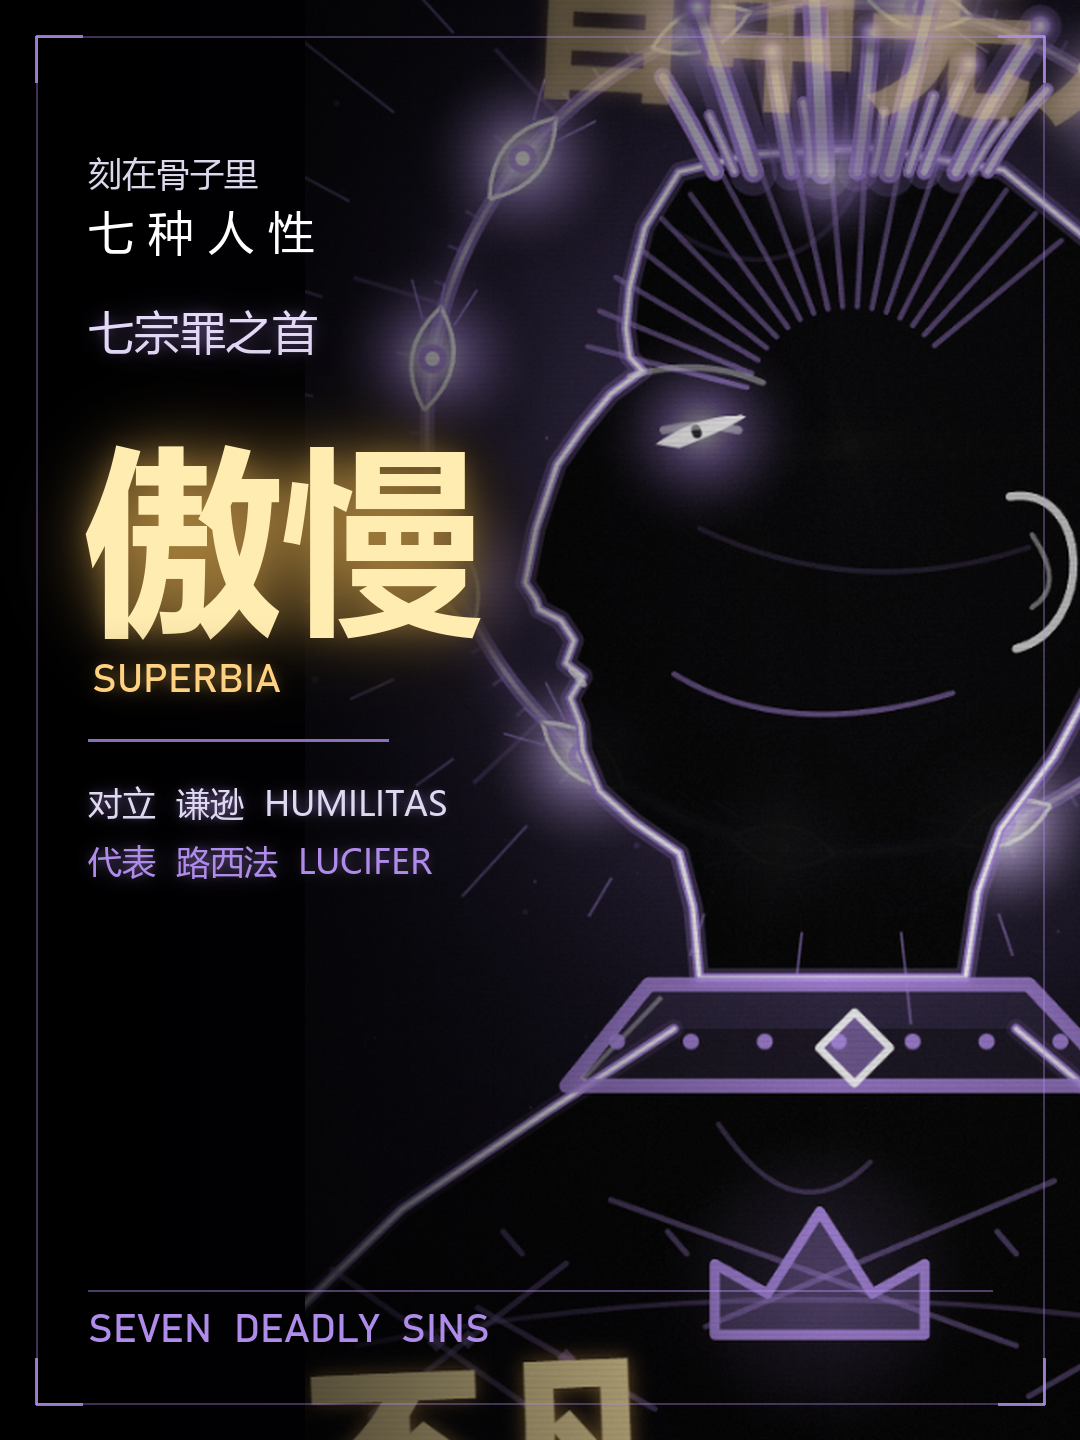 刻在骨子里
七种人性
七宗罪之首
傲慢
SUPERBIA
对立 谦逊 HUMILITAS
代表 路西法 LUCIFER
SEVEN DEADLY SINS